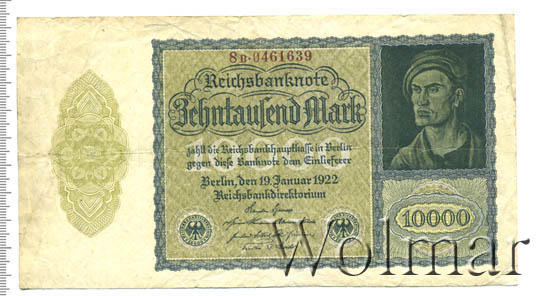 8B·0461639
Reichsbanknote
Zehntausend Mark
zahlt die Reichsbankhauptkasse in Berlin
gegen diese Banknote dem Einlieferer
Berlin, den 19. Januar 1922
Reichsbankdirektorium
10000
Wolmar